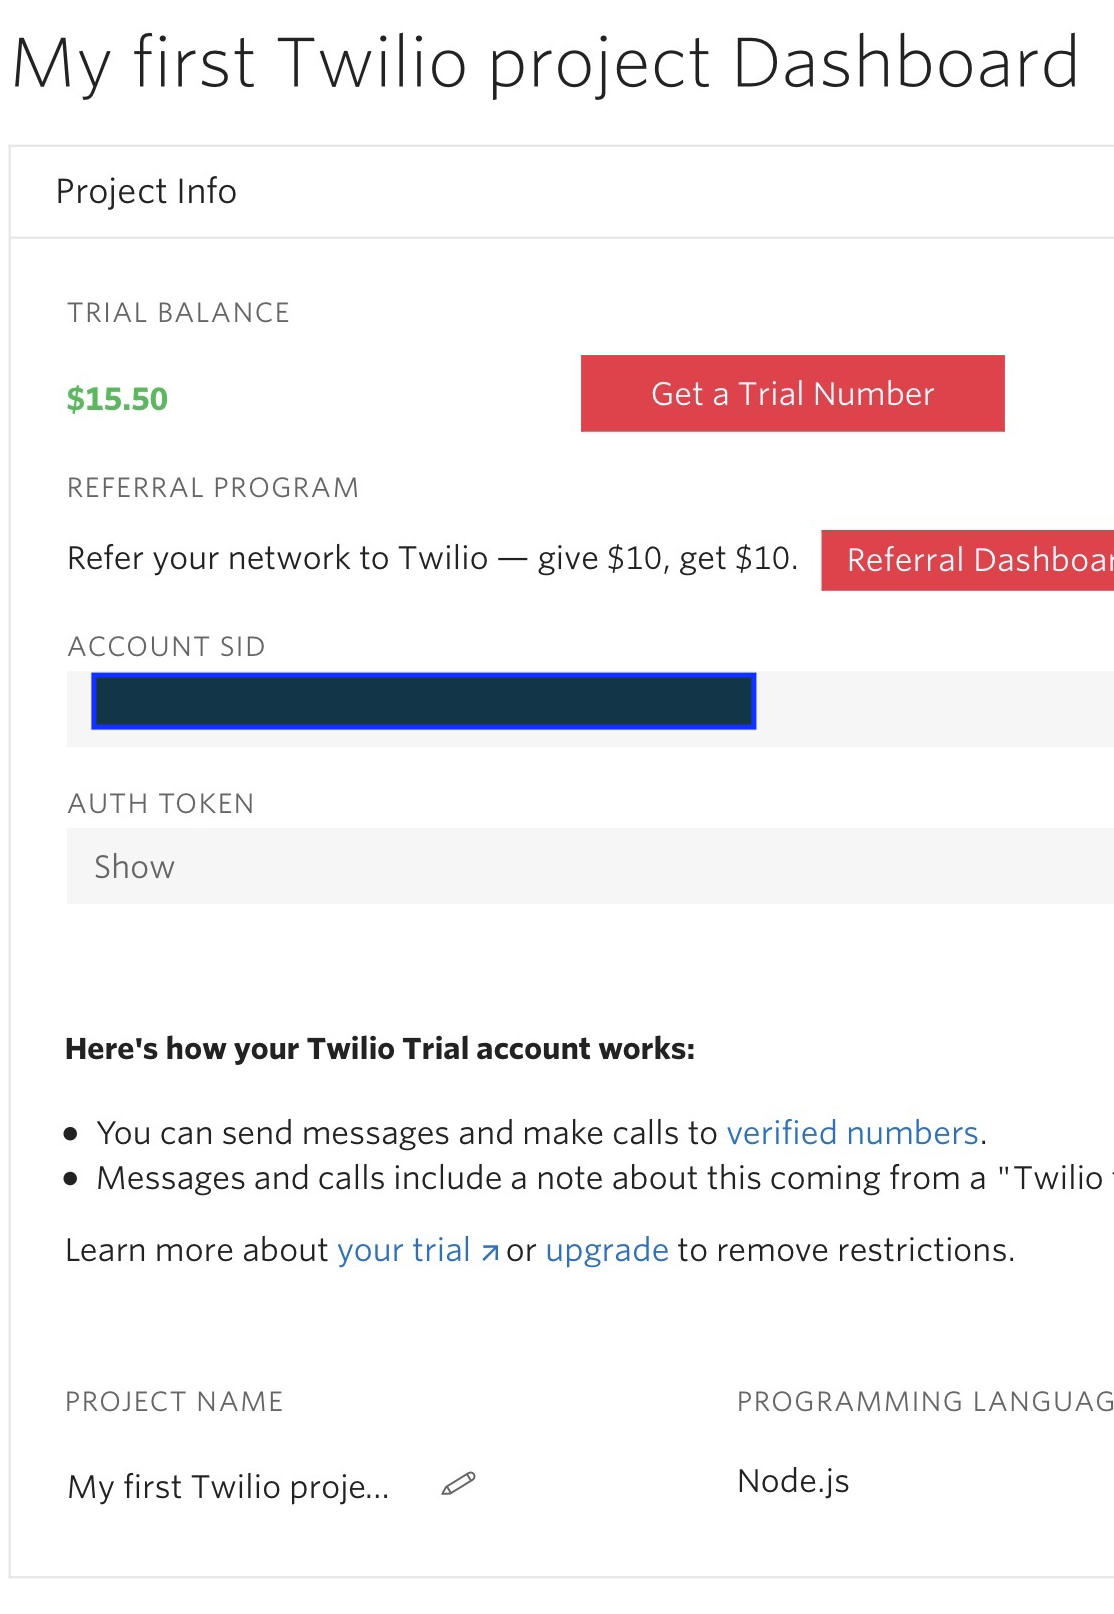 My first Twilio project Dashboard
Project Info
TRIAL BALANCE
$15.50
Get a Trial Number
REFERRAL PROGRAM
Refer your network to Twilio — give $10, get $10.
Referral Dashboar
ACCOUNT SID
AUTH TOKEN
Show
Here's how your Twilio Trial account works:
• You can send messages and make calls to verified numbers.
• Messages and calls include a note about this coming from a "Twilio
Learn more about your trial ↗ or upgrade to remove restrictions.
PROJECT NAME
PROGRAMMING LANGUAG
My first Twilio proje...
Node.js